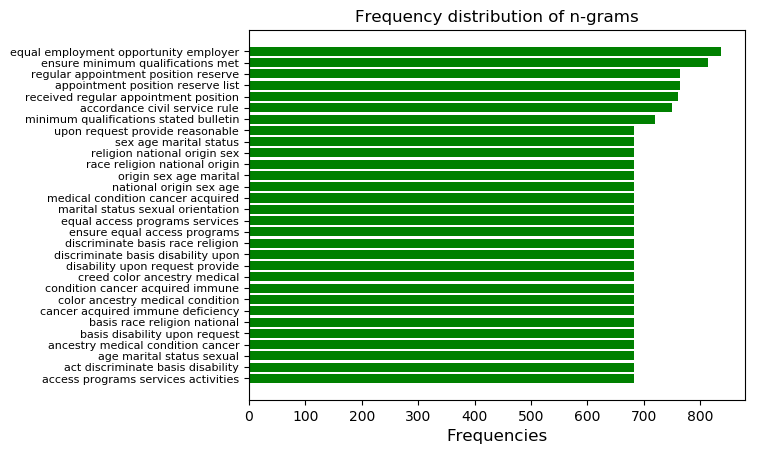 Frequency distribution of n-grams
equal employment opportunity employer
ensure minimum qualifications met
regular appointment position reserve
appointment position reserve list
received regular appointment position
accordance civil service rule
minimum qualifications stated bulletin
upon request provide reasonable
sex age marital status
religion national origin sex
race religion national origin
origin sex age marital
national origin sex age
medical condition cancer acquired
marital status sexual orientation
equal access programs services
ensure equal access programs
discriminate basis race religion
discriminate basis disability upon
disability upon request provide
creed color ancestry medical
condition cancer acquired immune
color ancestry medical condition
cancer acquired immune deficiency
basis race religion national
basis disability upon request
ancestry medical condition cancer
age marital status sexual
act discriminate basis disability
access programs services activities
0 100 200 300 400 500 600 700 800
Frequencies